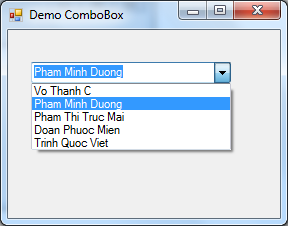 Demo ComboBox
Pham Minh Duong
Vo Thanh C
Pham Minh Duong
Pham Thi Truc Mai
Doan Phuoc Mien
Trinh Quoc Viet